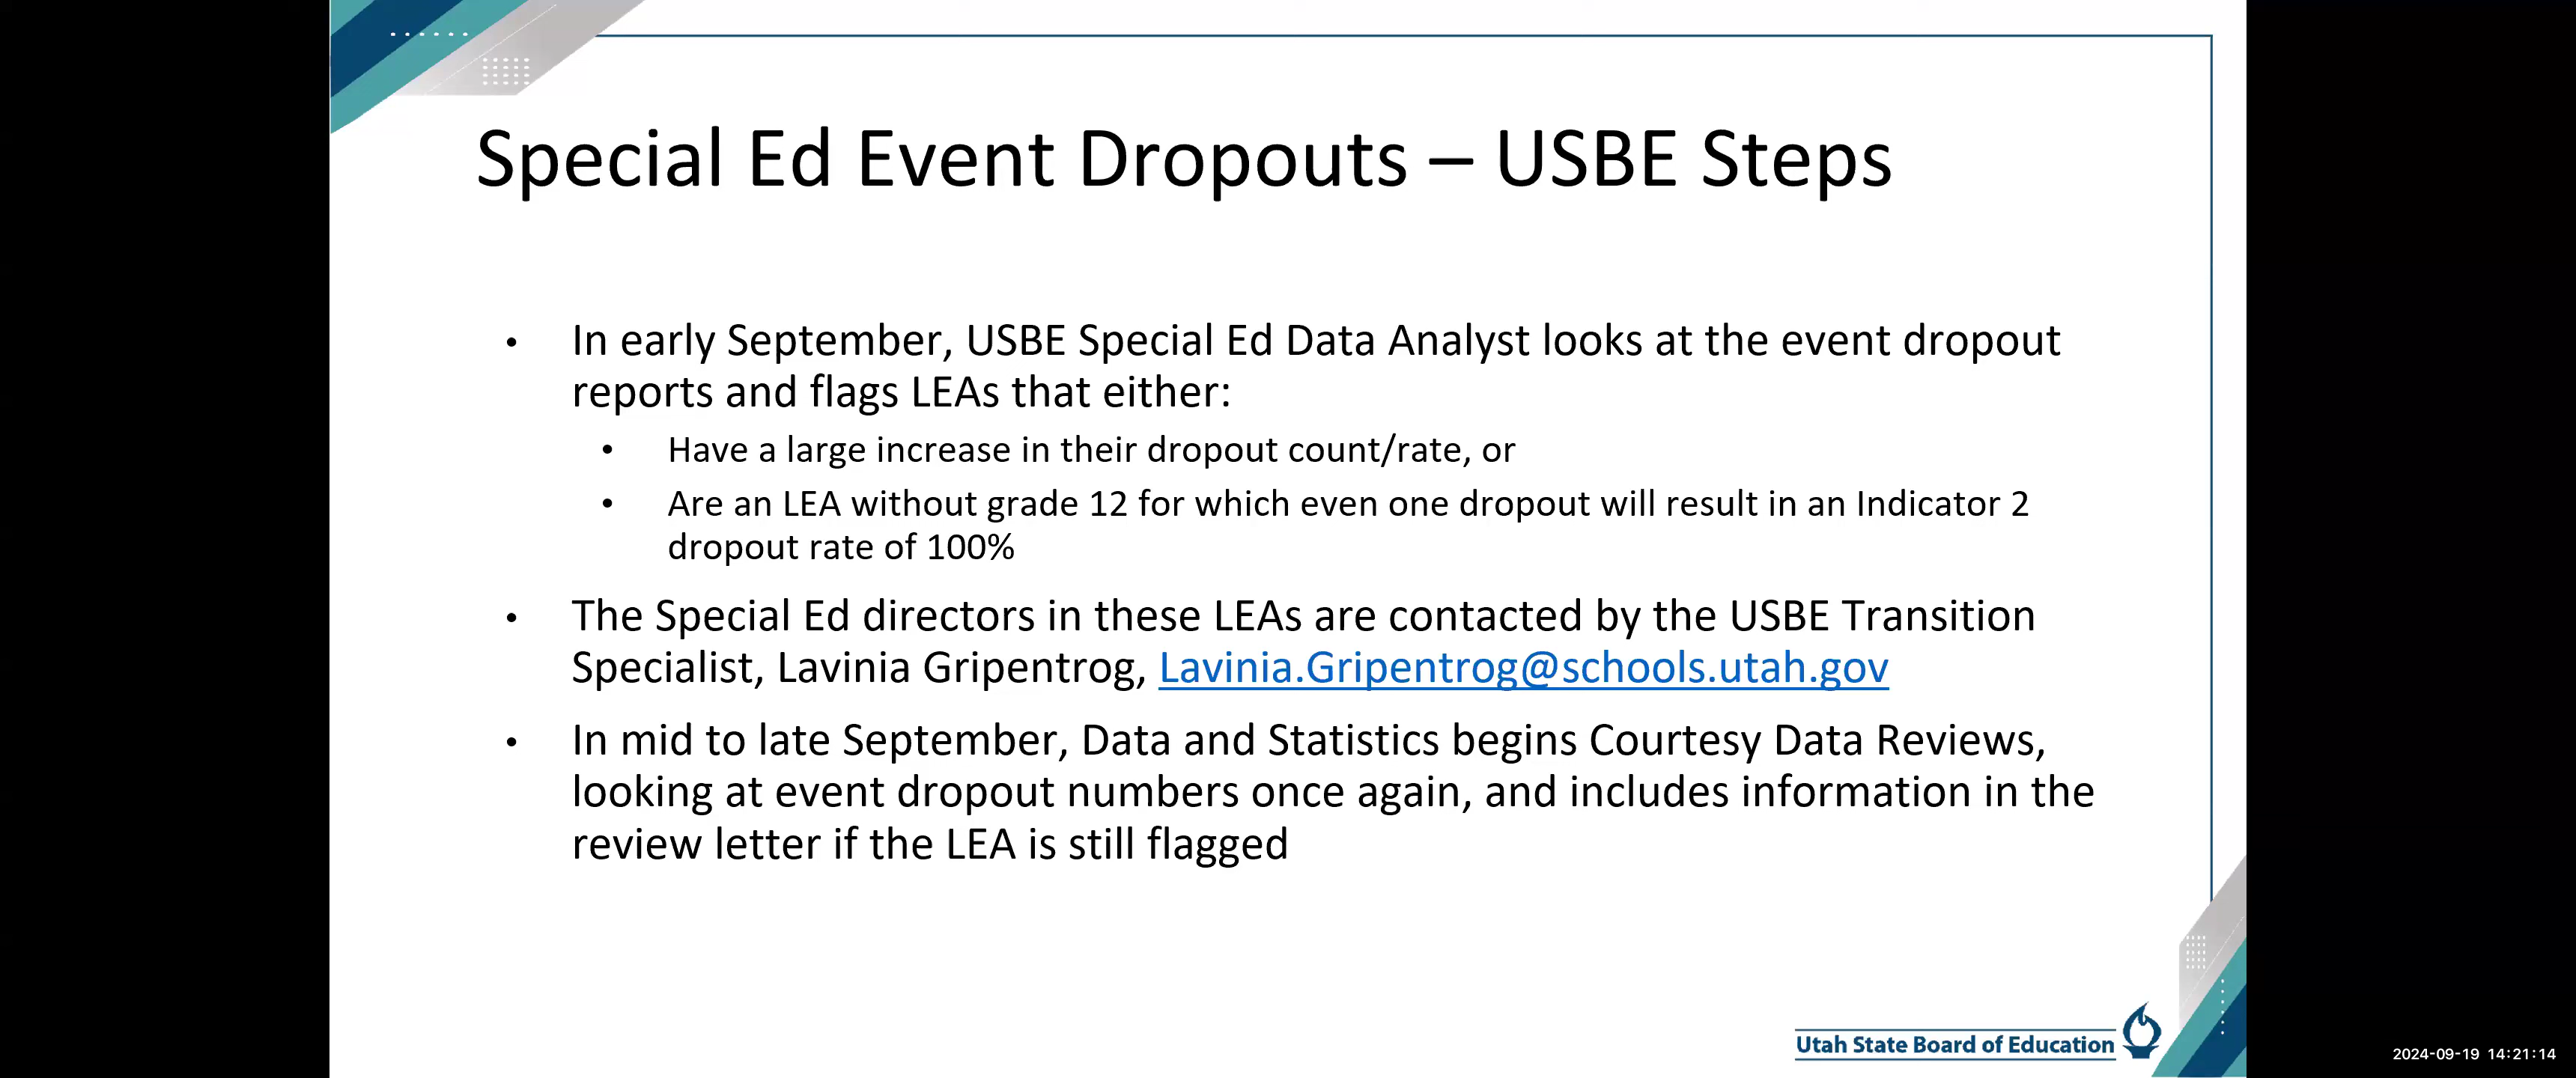 Special Ed Event Dropouts – USBE Steps
• In early September, USBE Special Ed Data Analyst looks at the event dropout
reports and flags LEAs that either:
• Have a large increase in their dropout count/rate, or
• Are an LEA without grade 12 for which even one dropout will result in an Indicator 2
dropout rate of 100%
• The Special Ed directors in these LEAs are contacted by the USBE Transition
Specialist, Lavinia Gripentrog, Lavinia.Gripentrog@schools.utah.gov
• In mid to late September, Data and Statistics begins Courtesy Data Reviews,
looking at event dropout numbers once again, and includes information in the
review letter if the LEA is still flagged
Utah State Board of Education
2024-09-19 14:21:14